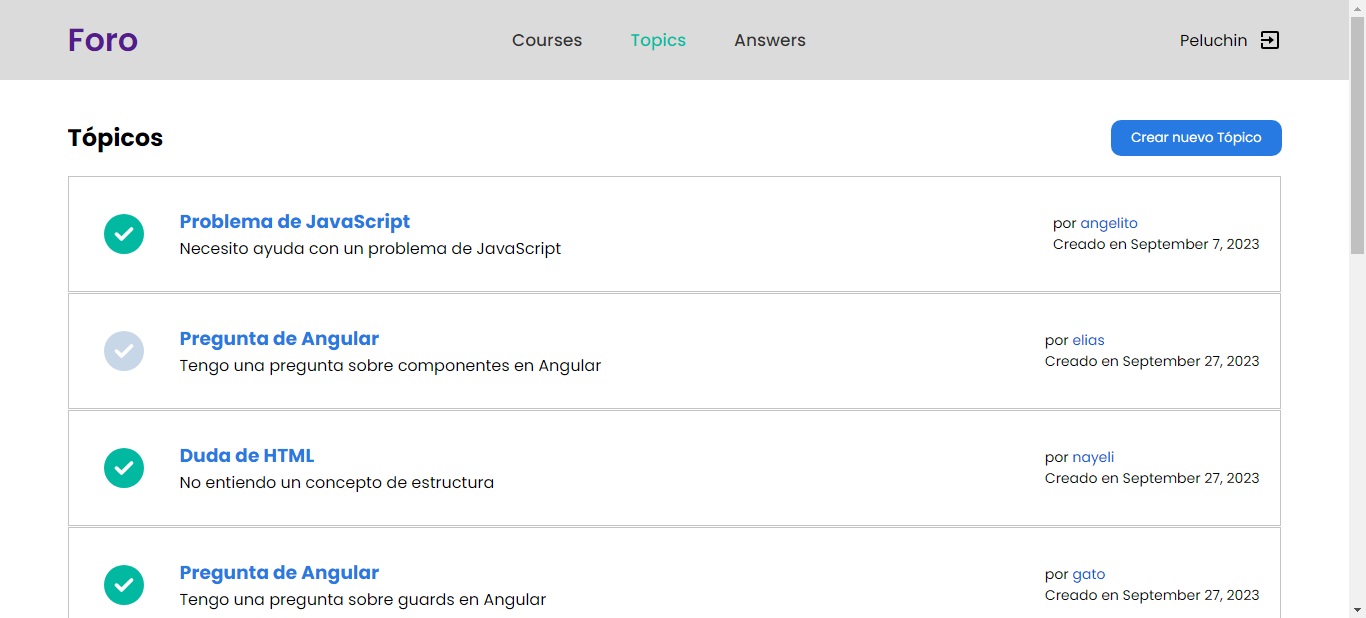 Foro
Courses
Topics
Answers
Peluchin
Tópicos
Crear nuevo Tópico
Problema de JavaScript
Necesito ayuda con un problema de JavaScript
por angelito
Creado en September 7, 2023
Pregunta de Angular
Tengo una pregunta sobre componentes en Angular
por elias
Creado en September 27, 2023
Duda de HTML
No entiendo un concepto de estructura
por nayeli
Creado en September 27, 2023
Pregunta de Angular
Tengo una pregunta sobre guards en Angular
por gato
Creado en September 27, 2023